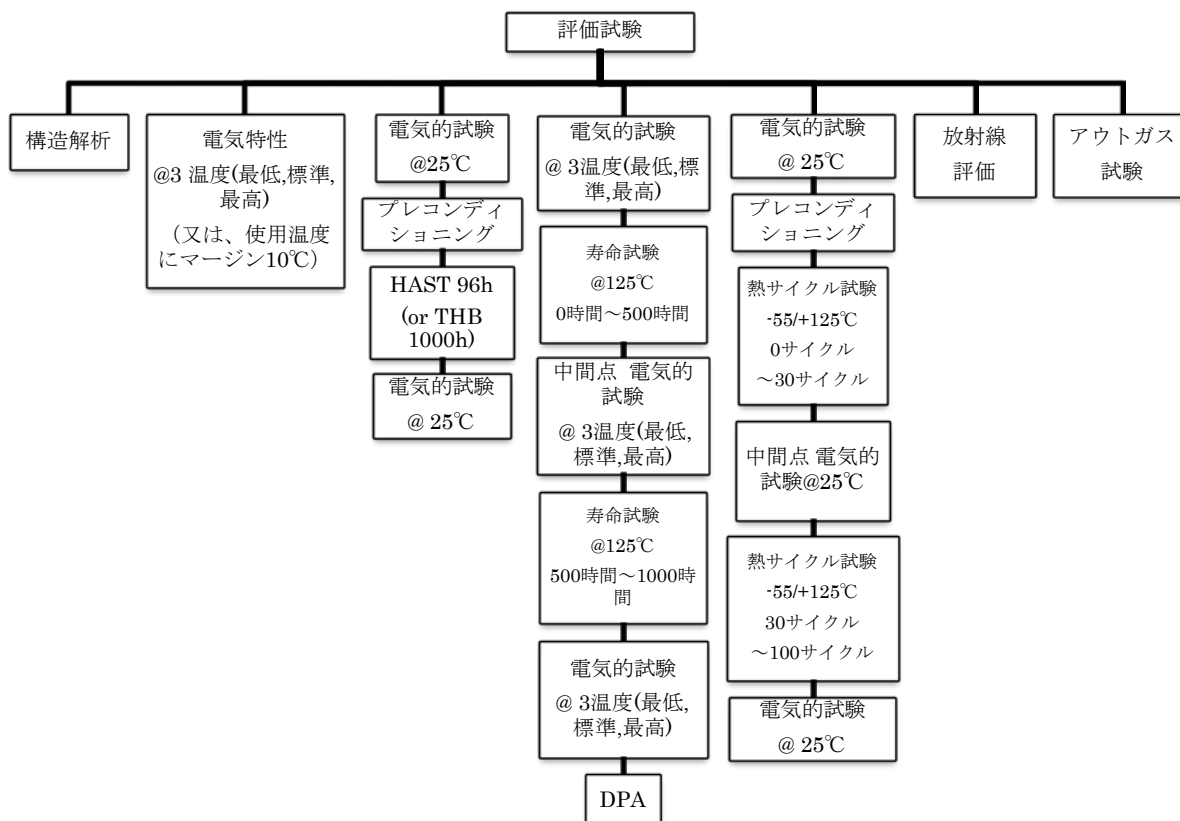 評価試験
構造解析
電気特性
@3 温度(最低,標準,
最高)
（又は、使用温度
にマージン10℃）
電気的試験
@25℃
プレコンディ
ショニング
HAST 96h
(or THB
1000h)
電気的試験
@ 25℃
電気的試験
@ 3温度(最低,標
準,最高)
寿命試験
@125℃
0時間～500時間
中間点 電気的
試験
@ 3温度(最低,
標準,最高)
寿命試験
@125℃
500時間～1000時
間
電気的試験
@ 3温度(最低,
標準,最高)
DPA
電気的試験
@ 25℃
プレコンディ
ショニング
熱サイクル試験
-55/+125℃
0サイクル
～30サイクル
中間点 電気的
試験@25℃
熱サイクル試験
-55/+125℃
30サイクル
～100サイクル
電気的試験
@ 25℃
放射線
評価
アウトガス
試験